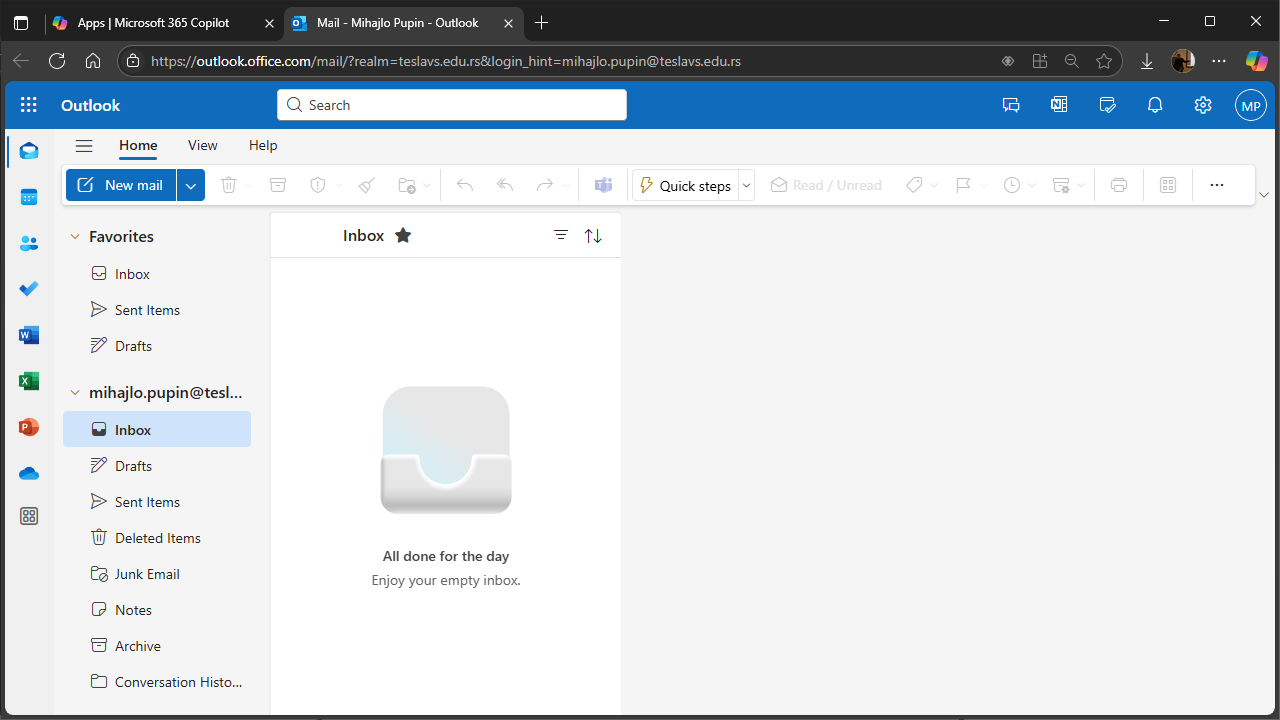 Apps | Microsoft 365 Copilot
Mail - Mihajlo Pupin - Outlook
https://outlook.office.com/mail/?realm=teslavs.edu.rs&login_hint=mihajlo.pupin@teslavs.edu.rs
Outlook
Search
MP
Home
View
Help
New mail
Quick steps
Read / Unread
Favorites
Inbox
Sent Items
Drafts
mihajlo.pupin@tesl...
Inbox
Drafts
Sent Items
Deleted Items
Junk Email
Notes
Archive
Conversation Histo...
Inbox
All done for the day
Enjoy your empty inbox.